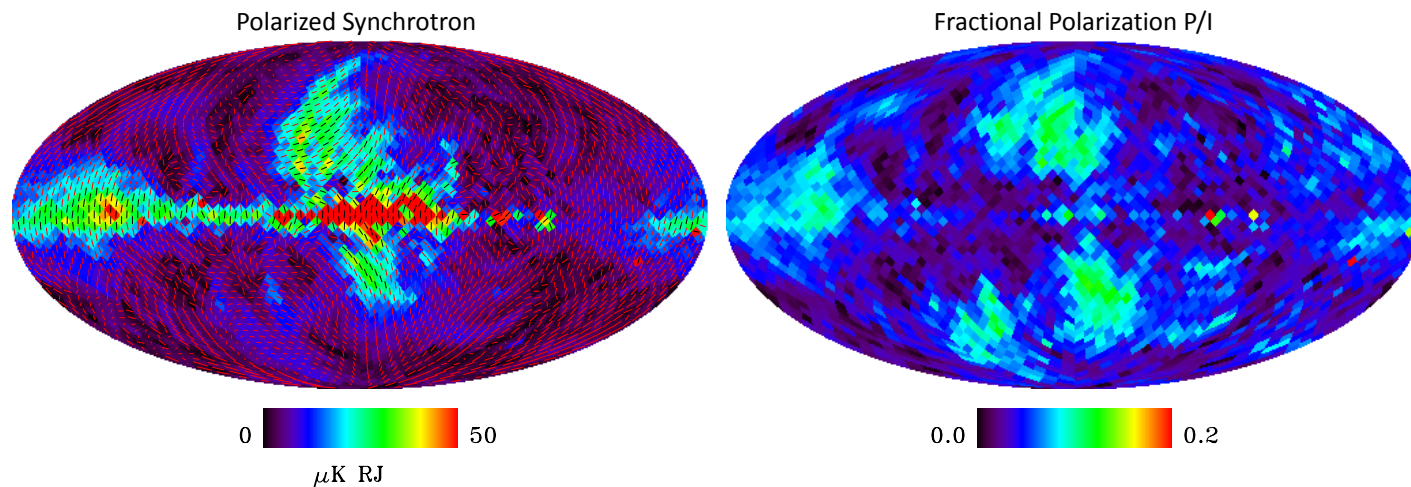 Polarized Synchrotron
Fractional Polarization P/I
0 50
μK RJ
0.0 0.2